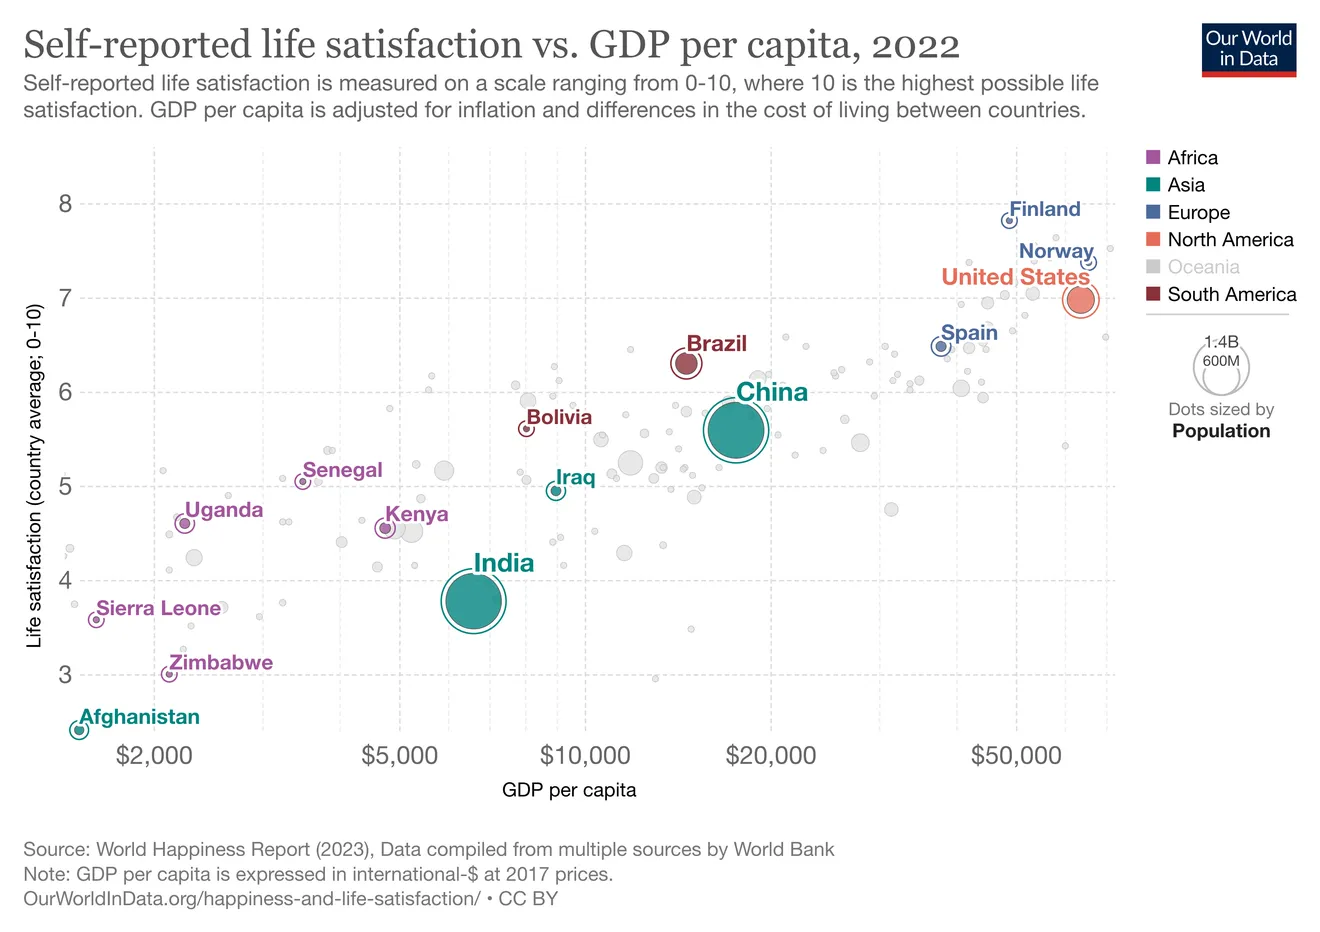 Self-reported life satisfaction vs. GDP per capita, 2022
Our World
in Data
Self-reported life satisfaction is measured on a scale ranging from 0-10, where 10 is the highest possible life
satisfaction. GDP per capita is adjusted for inflation and differences in the cost of living between countries.
Africa
Asia
Europe
North America
Oceania
South America
1.4B
600M
Dots sized by
Population
Life satisfaction (country average; 0-10)
8
7
6
5
4
3
Finland
Norway
United States
Spain
Brazil
China
Bolivia
Senegal
Iraq
Uganda
Kenya
India
Sierra Leone
Zimbabwe
Afghanistan
$2,000
$5,000
$10,000
$20,000
$50,000
GDP per capita
Source: World Happiness Report (2023), Data compiled from multiple sources by World Bank
Note: GDP per capita is expressed in international-$ at 2017 prices.
OurWorldInData.org/happiness-and-life-satisfaction/ • CC BY